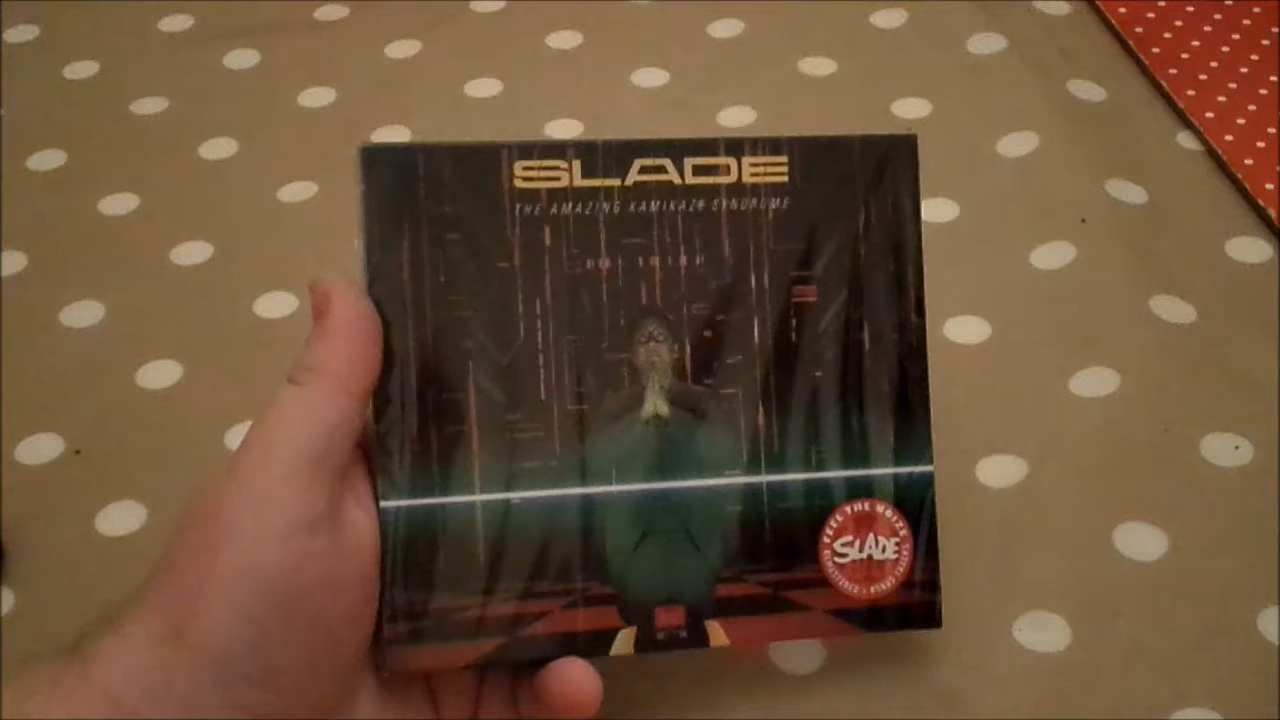 SLADE
THE AMAZING KAMIKAZE SYNDROME
FEEL THE NOIZE
SLADE